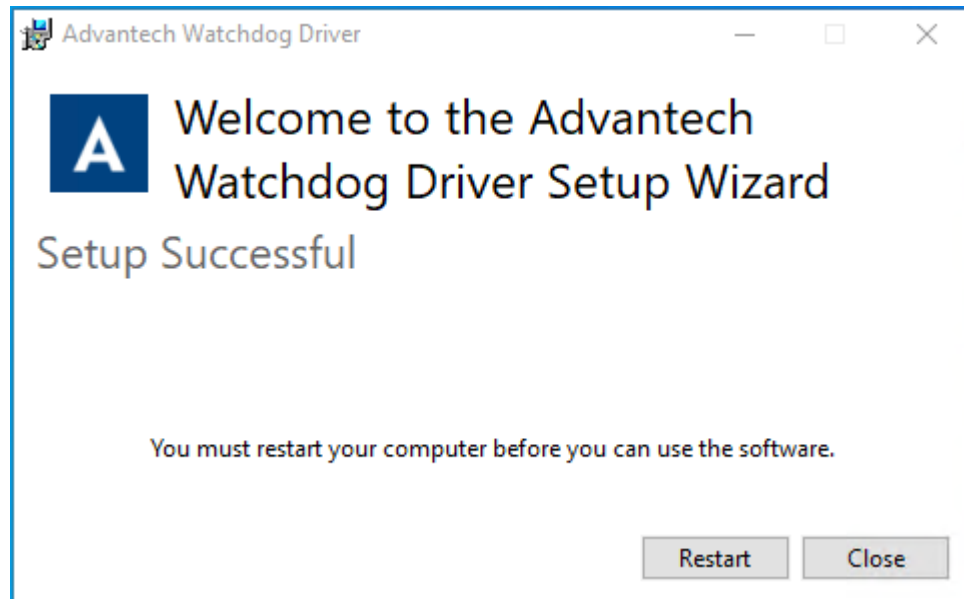 Advantech Watchdog Driver
A
Welcome to the Advantech
Watchdog Driver Setup Wizard
Setup Successful
You must restart your computer before you can use the software.
Restart Close